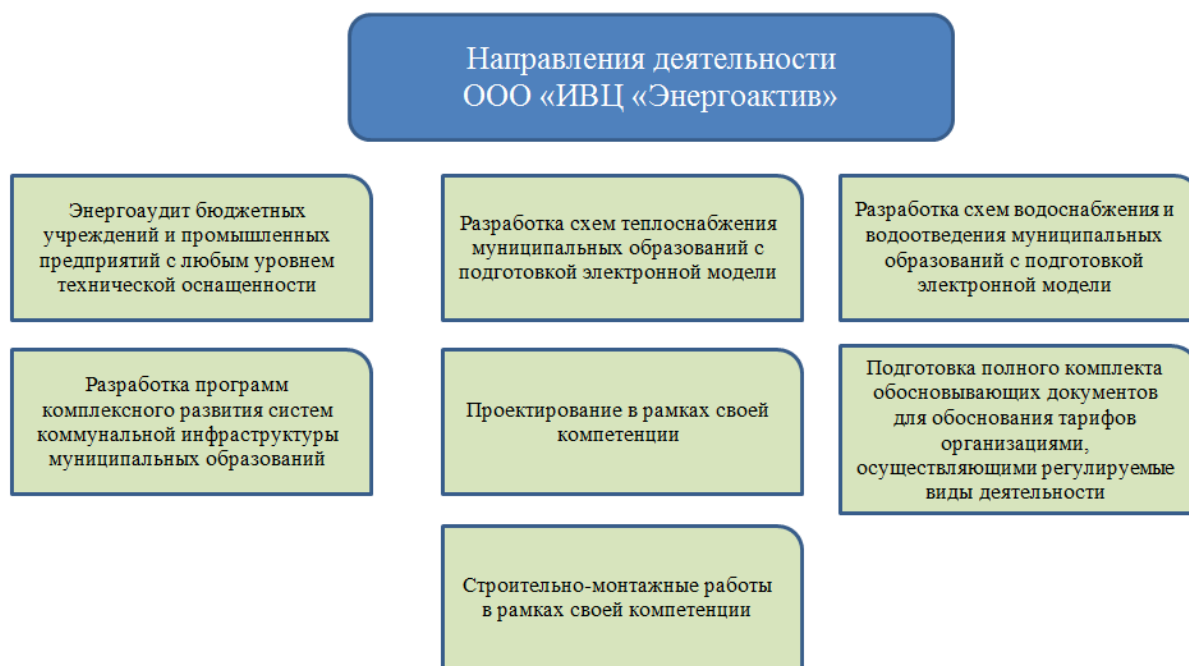 Направления деятельности
ООО «ИВЦ «Энергоактив»
Энергоаудит бюджетных
учреждений и промышленных
предприятий с любым уровнем
технической оснащенности
Разработка схем теплоснабжения
муниципальных образований с
подготовкой электронной модели
Разработка схем водоснабжения и
водоотведения муниципальных
образований с подготовкой
электронной модели
Разработка программ
комплексного развития систем
коммунальной инфраструктуры
муниципальных образований
Проектирование в рамках своей
компетенции
Подготовка полного комплекта
обосновывающих документов
для обоснования тарифов
организациями,
осуществляющими регулируемые
виды деятельности
Строительно-монтажные работы
в рамках своей компетенции